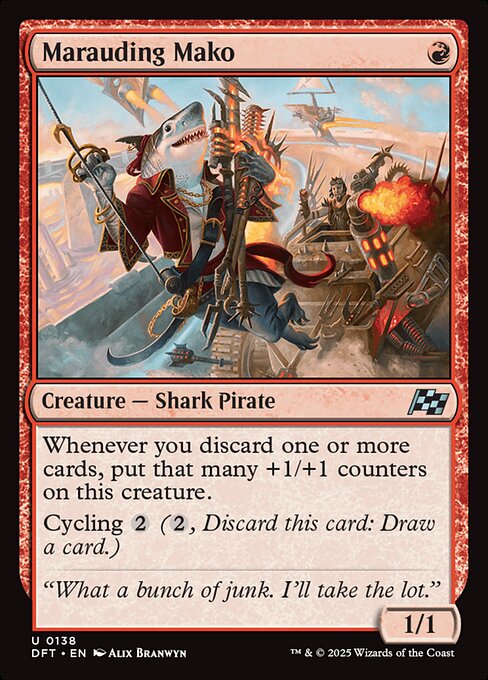 Marauding Mako
Creature — Shark Pirate
Whenever you discard one or more
cards, put that many +1/+1 counters
on this creature.
Cycling 2 (2, Discard this card: Draw
a card.)
“What a bunch of junk. I’ll take the lot.”
1/1
U 0138
DFT • EN Alix Branwyn
™ & © 2025 Wizards of the Coast